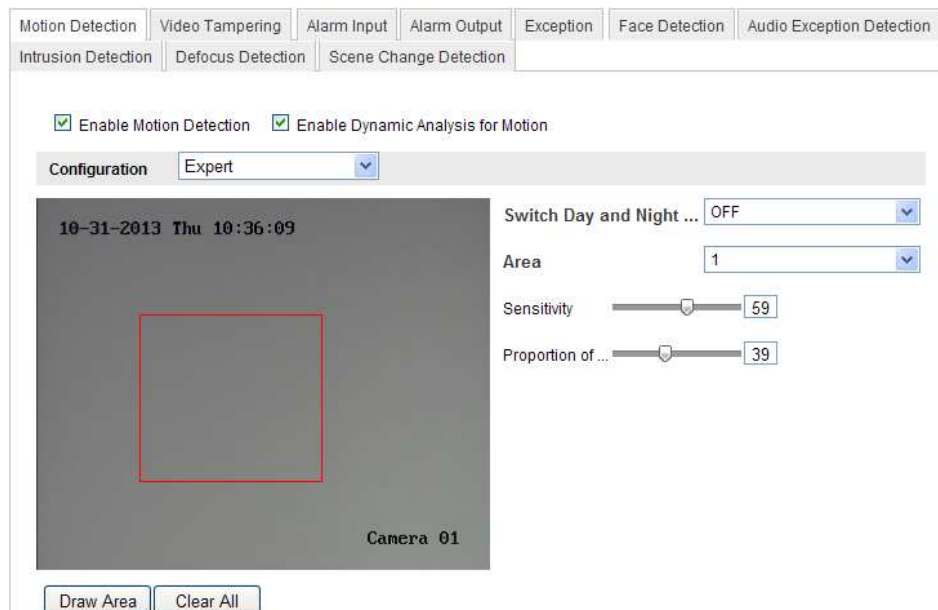 Motion Detection Video Tampering Alarm Input Alarm Output Exception Face Detection Audio Exception Detection
Intrusion Detection Defocus Detection Scene Change Detection
Enable Motion Detection Enable Dynamic Analysis for Motion
Configuration Expert
10-31-2013 Thu 10:36:09
Camera 01
Switch Day and Night ... OFF
Area 1
Sensitivity 59
Proportion of ... 39
Draw Area Clear All